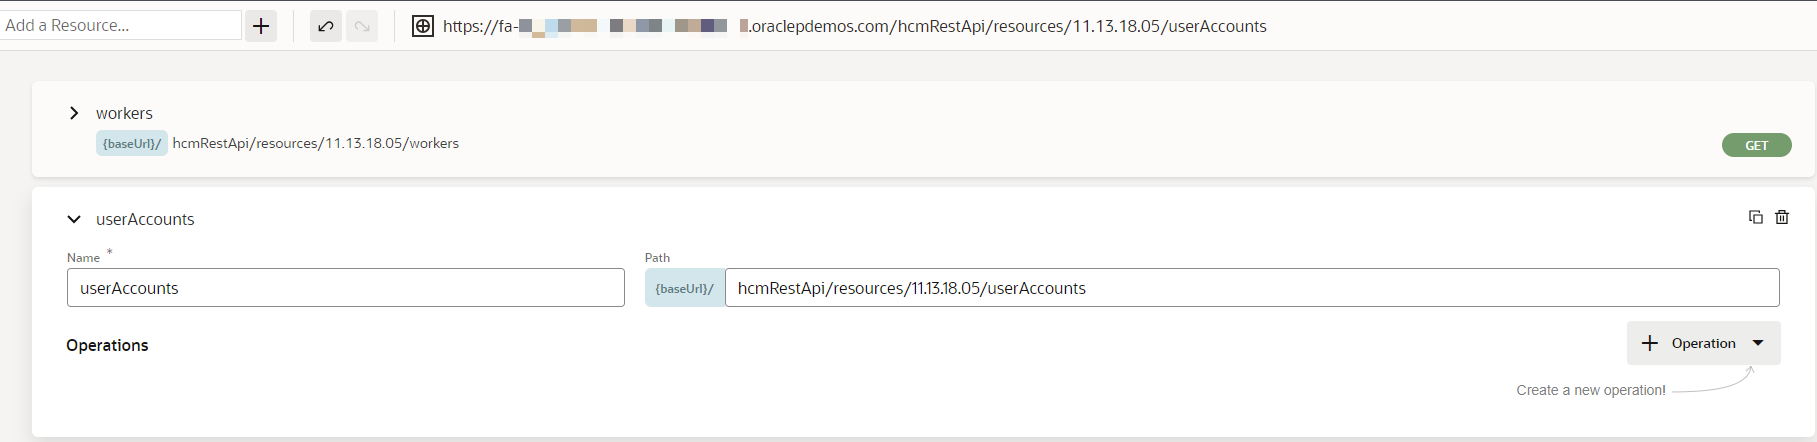 Add a Resource...
https://fa- .oraclepdemos.com/hcmRestApi/resources/11.13.18.05/userAccounts
workers
{baseUrl}/ hcmRestApi/resources/11.13.18.05/workers
GET
userAccounts
Name * Path
userAccounts {baseUrl}/ hcmRestApi/resources/11.13.18.05/userAccounts
Operations Operation
Create a new operation!